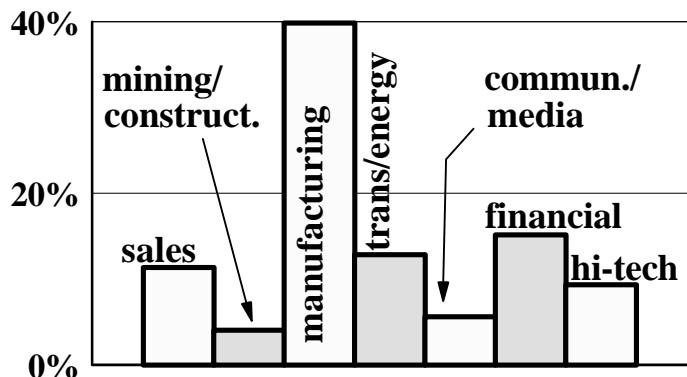 40%
mining/
construct.
manufacturing
trans/energy
commun./
media
20%
sales
financial
hi-tech
0%